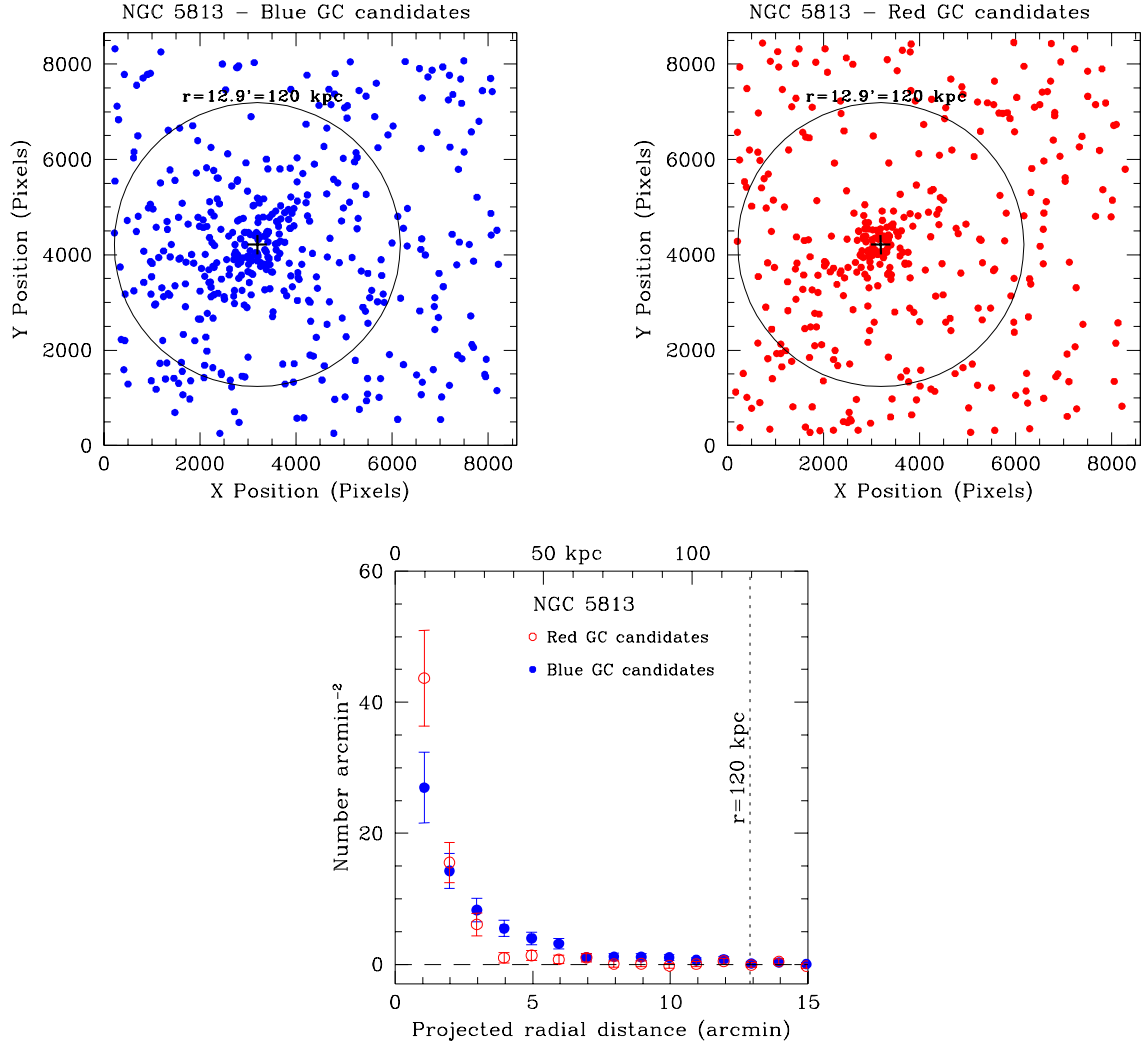 NGC 5813 – Blue GC candidates
8000
6000
4000
2000
0
Y Position (Pixels)
r=12.9'=120 kpc
0 2000 4000 6000 8000
X Position (Pixels)
NGC 5813 – Red GC candidates
8000
6000
4000
2000
0
Y Position (Pixels)
r=12.9'=120 kpc
0 2000 4000 6000 8000
X Position (Pixels)
0 50 kpc 100
60
40
20
0
Number arcmin⁻²
NGC 5813
Red GC candidates
Blue GC candidates
r=120 kpc
0 5 10 15
Projected radial distance (arcmin)